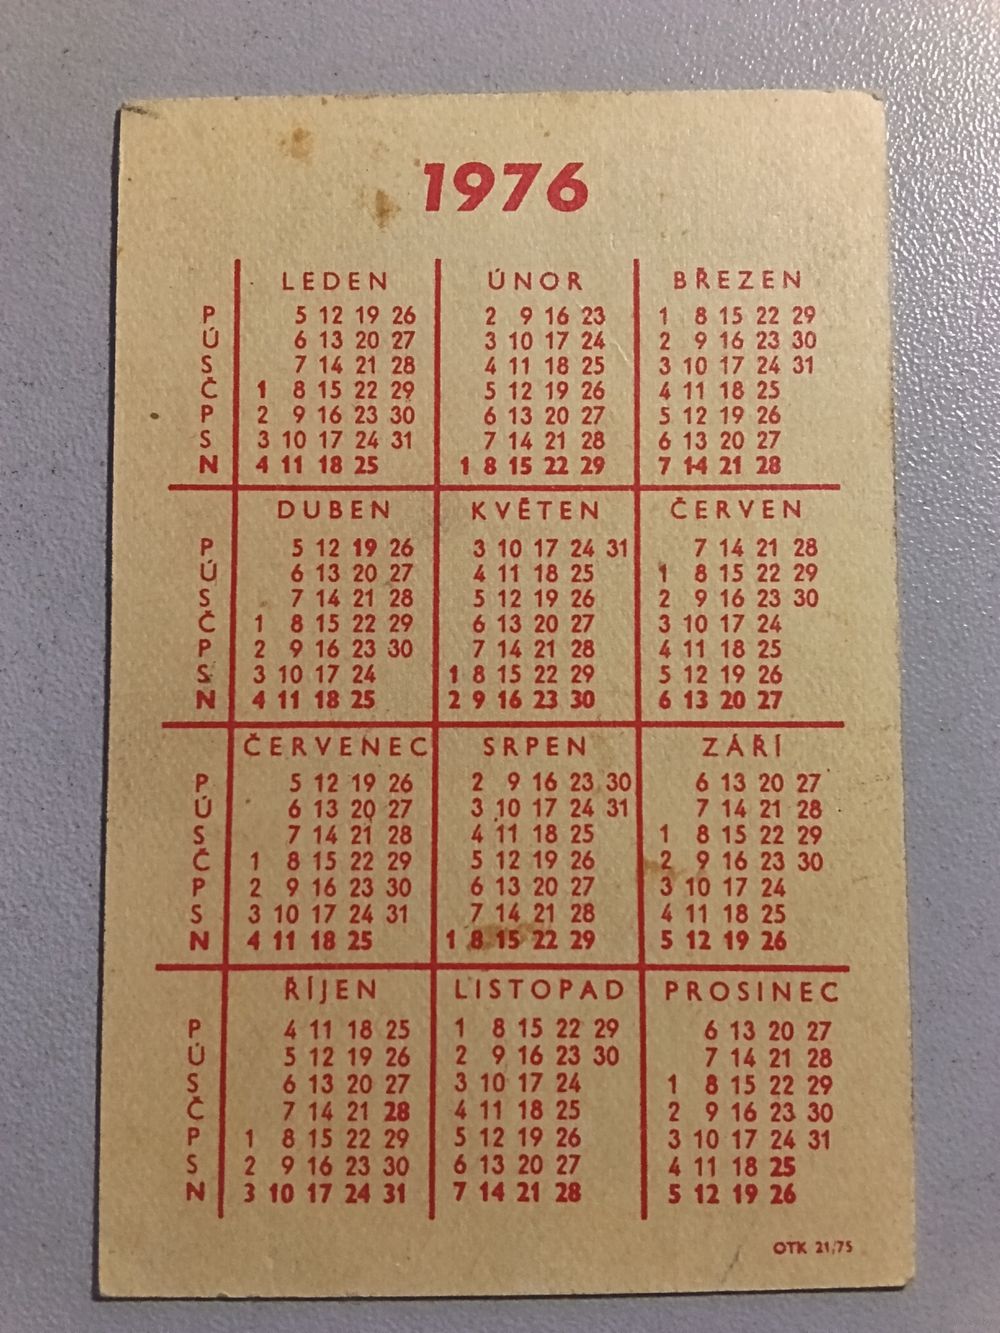 1976
LEDEN ÚNOR BŘEZEN
P 5 12 19 26 2 9 16 23 1 8 15 22 29
Ú 6 13 20 27 3 10 17 24 2 9 16 23 30
S 7 14 21 28 4 11 18 25 3 10 17 24 31
Č 1 8 15 22 29 5 12 19 26 4 11 18 25
P 2 9 16 23 30 6 13 20 27 5 12 19 26
S 3 10 17 24 31 7 14 21 28 6 13 20 27
N 4 11 18 25 1 8 15 22 29 7 14 21 28
DUBEN KVĚTEN ČERVEN
P 5 12 19 26 3 10 17 24 31 7 14 21 28
Ú 6 13 20 27 4 11 18 25 1 8 15 22 29
S 7 14 21 28 5 12 19 26 2 9 16 23 30
Č 1 8 15 22 29 6 13 20 27 3 10 17 24
P 2 9 16 23 30 7 14 21 28 4 11 18 25
S 3 10 17 24 1 8 15 22 29 5 12 19 26
N 4 11 18 25 2 9 16 23 30 6 13 20 27
ČERVENEC SRPEN ZÁŘÍ
P 5 12 19 26 2 9 16 23 30 6 13 20 27
Ú 6 13 20 27 3 10 17 24 31 7 14 21 28
S 7 14 21 28 4 11 18 25 1 8 15 22 29
Č 1 8 15 22 29 5 12 19 26 2 9 16 23 30
P 2 9 16 23 30 6 13 20 27 3 10 17 24
S 3 10 17 24 31 7 14 21 28 4 11 18 25
N 4 11 18 25 1 8 15 22 29 5 12 19 26
ŘÍJEN LISTOPAD PROSINEC
P 4 11 18 25 1 8 15 22 29 6 13 20 27
Ú 5 12 19 26 2 9 16 23 30 7 14 21 28
S 6 13 20 27 3 10 17 24 1 8 15 22 29
Č 7 14 21 28 4 11 18 25 2 9 16 23 30
P 1 8 15 22 29 5 12 19 26 3 10 17 24 31
S 2 9 16 23 30 6 13 20 27 4 11 18 25
N 3 10 17 24 31 7 14 21 28 5 12 19 26
OTK 21/75